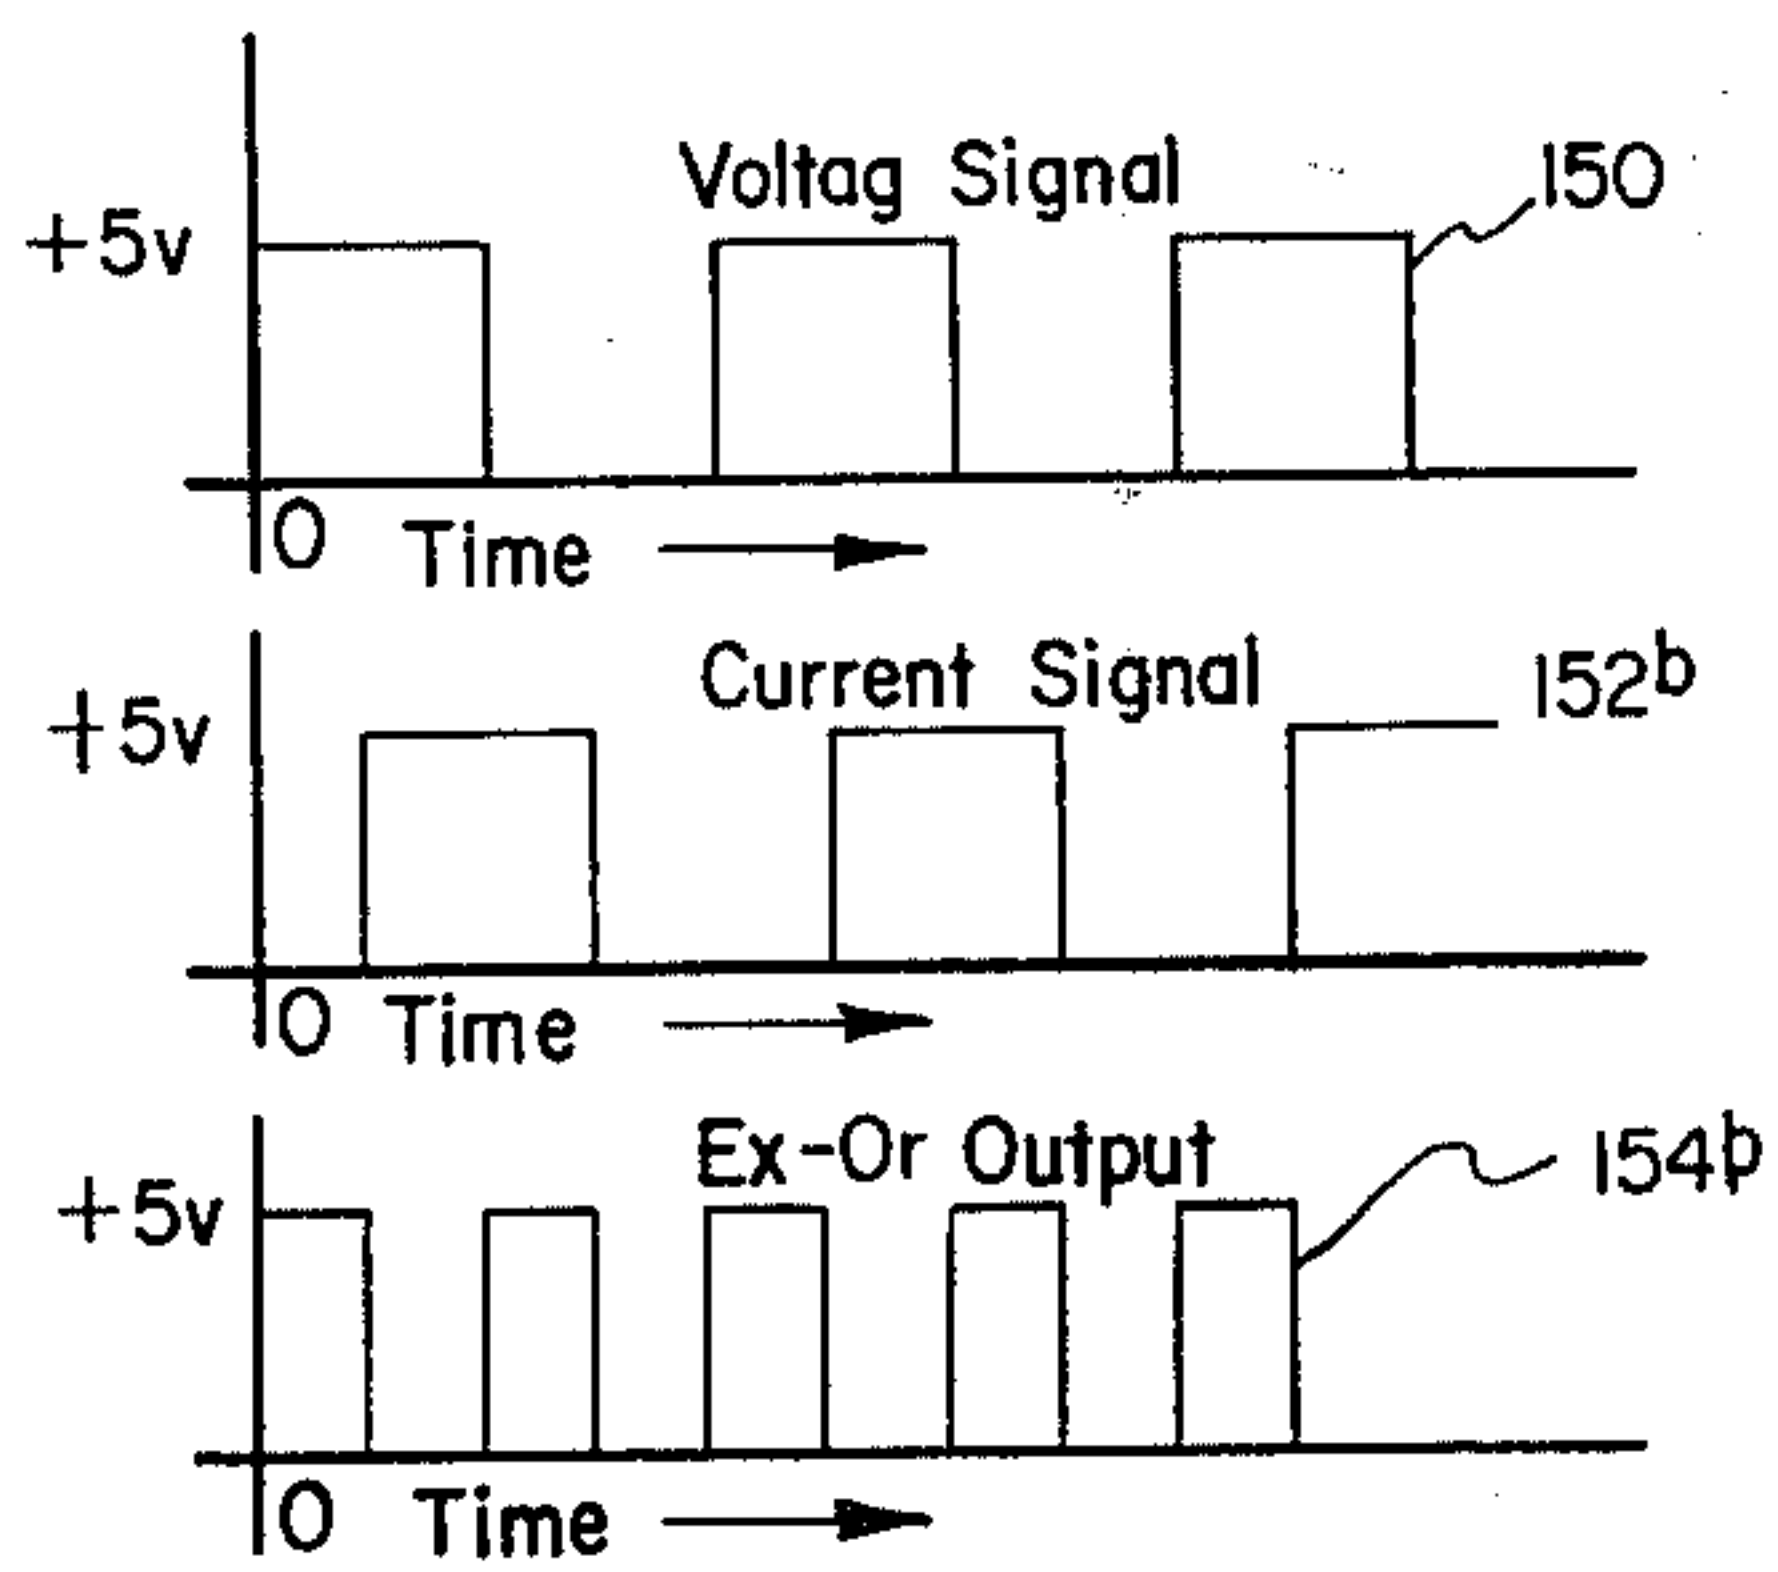 Voltag Signal
150
+5v
0 Time
Current Signal
152b
+5v
0 Time
Ex-Or Output
154b
+5v
0 Time